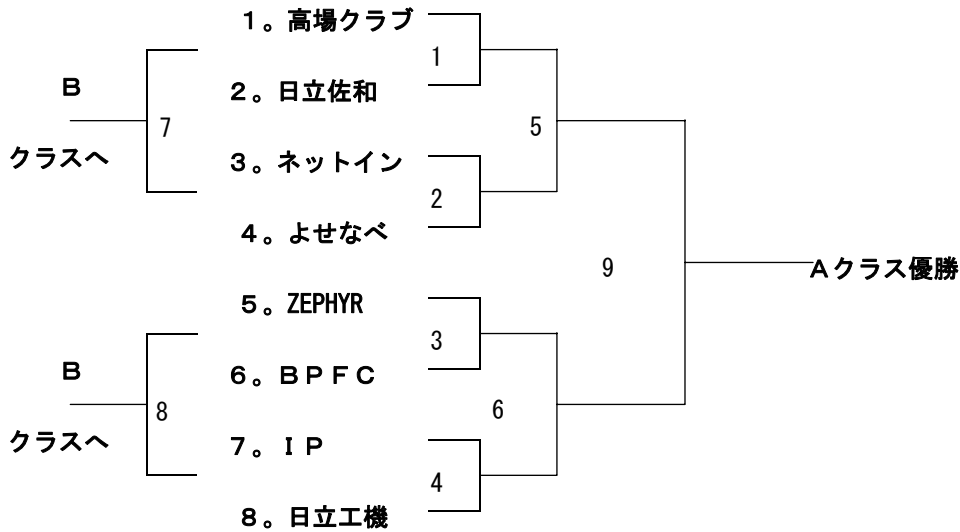 1。高場クラブ
1
B
2。日立佐和
7
5
クラスへ
3。ネットイン
2
4。よせなべ
9
Aクラス優勝
5。ZEPHYR
3
B
6。BPFC
8
6
クラスへ
7。IP
4
8。日立工機